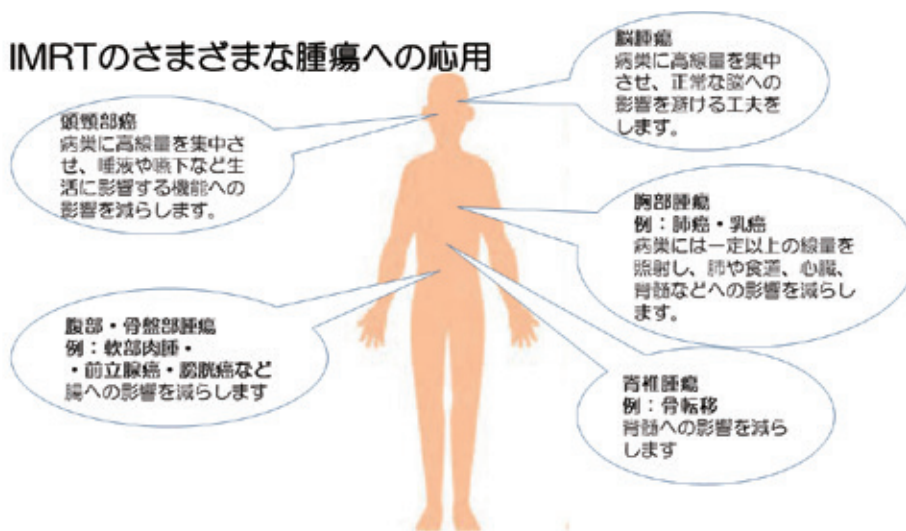 IMRTのさまざまな腫瘍への応用
脳腫瘍
病巣に高線量を集中
させ、正常な脳への
影響を避ける工夫を
します。
頭頸部癌
病巣に高線量を集中さ
せ、唾液や嚥下など生
活に影響する機能への
影響を減らします。
胸部腫瘍
例：肺癌・乳癌
病巣には一定以上の線量を
照射し、肺や食道、心臓、
脊髄などへの影響を減らしま
す。
腹部・骨盤部腫瘍
例：軟部肉腫・
・前立腺癌・膀胱癌など
腸への影響を減らします
脊椎腫瘍
例：骨転移
脊髄への影響を減ら
します